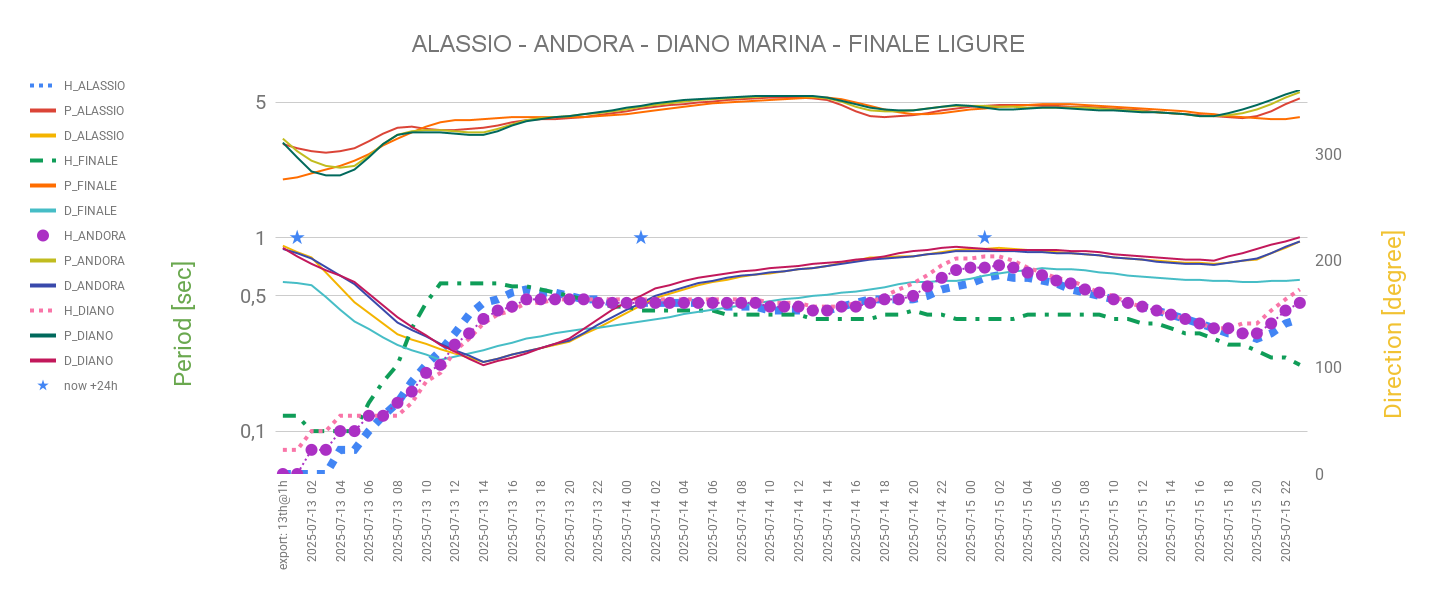 ALASSIO - ANDORA - DIANO MARINA - FINALE LIGURE
H_ALASSIO
P_ALASSIO
D_ALASSIO
H_FINALE
P_FINALE
D_FINALE
H_ANDORA
P_ANDORA
D_ANDORA
H_DIANO
P_DIANO
D_DIANO
now +24h
Period [sec]
5
1
0,5
0,1
300
200
100
0
Direction [degree]
export: 13th@1h
2025-07-13 02
2025-07-13 04
2025-07-13 06
2025-07-13 08
2025-07-13 10
2025-07-13 12
2025-07-13 14
2025-07-13 16
2025-07-13 18
2025-07-13 20
2025-07-13 22
2025-07-14 00
2025-07-14 02
2025-07-14 04
2025-07-14 06
2025-07-14 08
2025-07-14 10
2025-07-14 12
2025-07-14 14
2025-07-14 16
2025-07-14 18
2025-07-14 20
2025-07-14 22
2025-07-15 00
2025-07-15 02
2025-07-15 04
2025-07-15 06
2025-07-15 08
2025-07-15 10
2025-07-15 12
2025-07-15 14
2025-07-15 16
2025-07-15 18
2025-07-15 20
2025-07-15 22